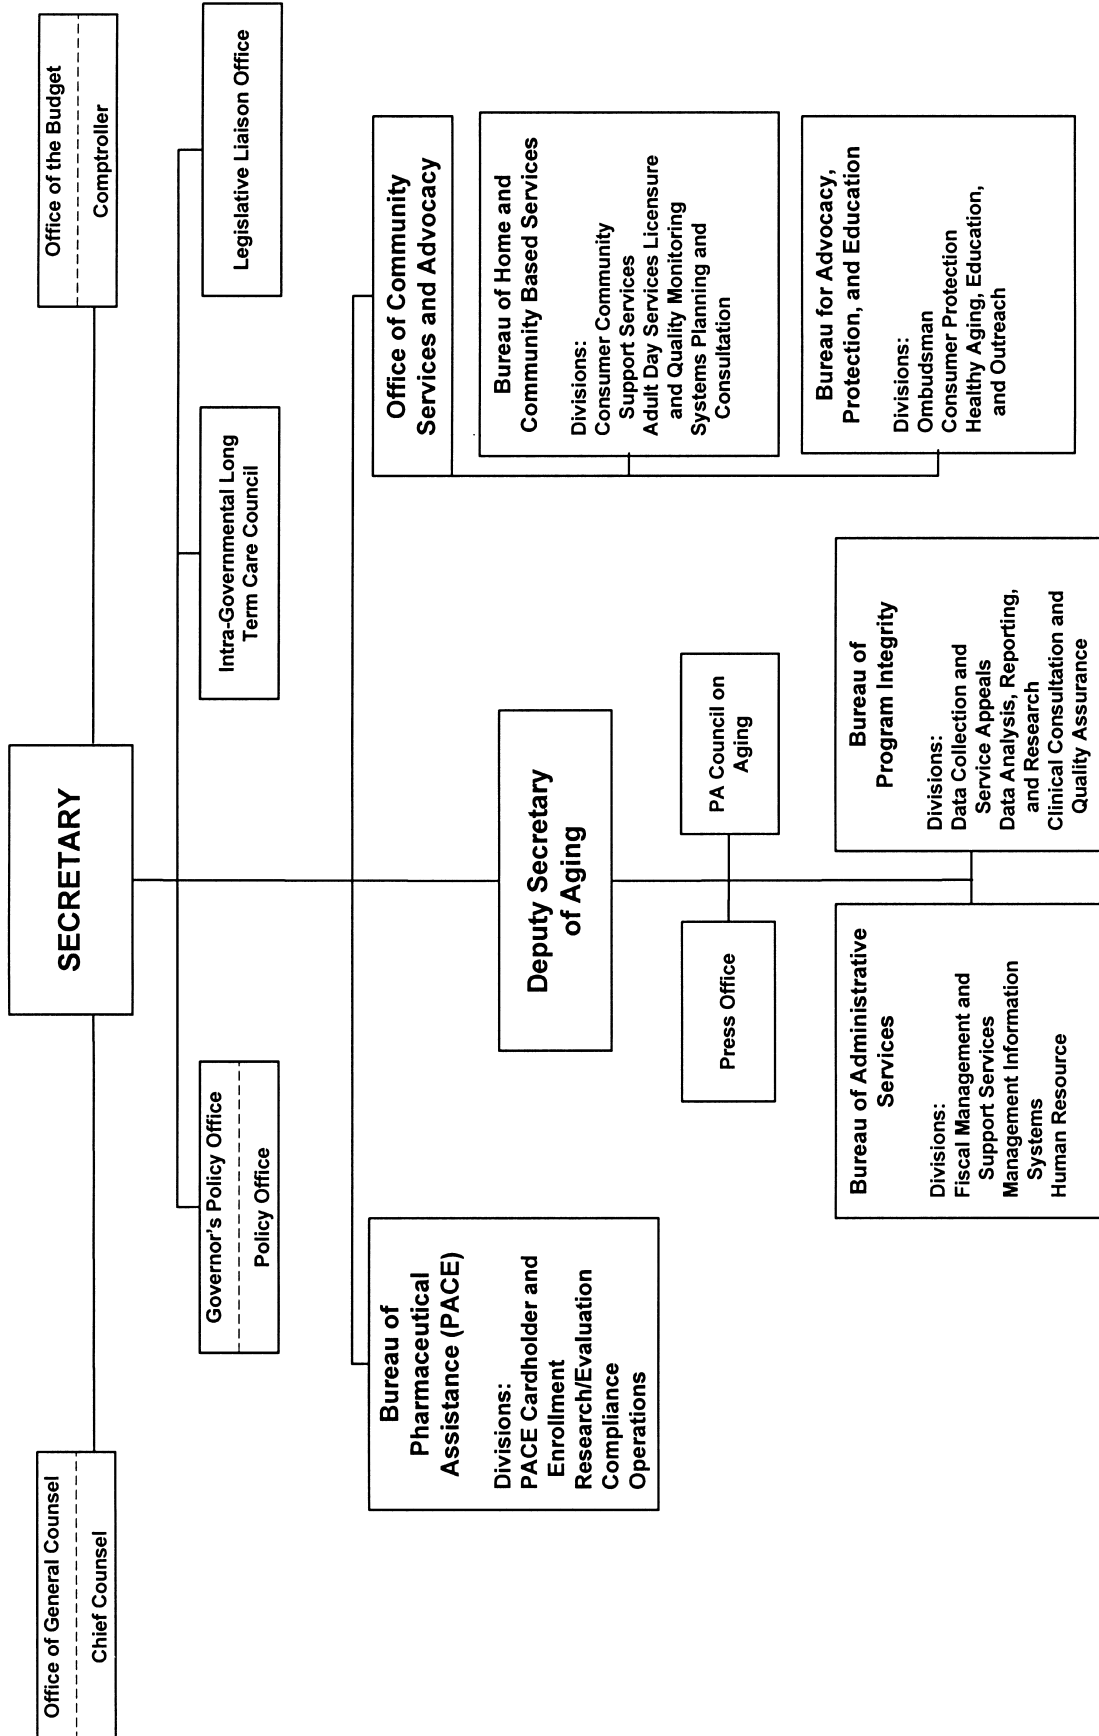 SECRETARY
Office of General Counsel
Chief Counsel
Office of the Budget
Comptroller
Governor's Policy Office
Policy Office
Intra-Governmental Long
Term Care Council
Legislative Liaison Office
Bureau of
Pharmaceutical
Assistance (PACE)
Divisions:
PACE Cardholder and
Enrollment
Research/Evaluation
Compliance
Operations
Deputy Secretary
of Aging
Office of Community
Services and Advocacy
Bureau of Home and
Community Based Services
Divisions:
Consumer Community
Support Services
Adult Day Services Licensure
and Quality Monitoring
Systems Planning and
Consultation
Press Office
PA Council on
Aging
Bureau for Advocacy,
Protection, and Education
Divisions:
Ombudsman
Consumer Protection
Healthy Aging, Education,
and Outreach
Bureau of Administrative
Services
Divisions:
Fiscal Management and
Support Services
Management Information
Systems
Human Resource
Bureau of
Program Integrity
Divisions:
Data Collection and
Service Appeals
Data Analysis, Reporting,
and Research
Clinical Consultation and
Quality Assurance